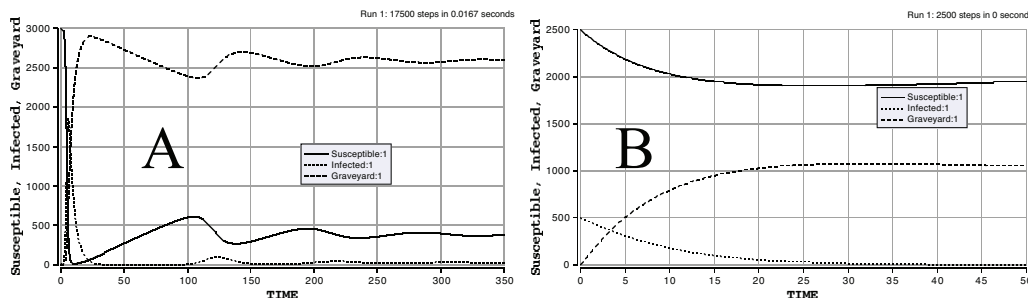 Run 1: 17500 steps in 0.0167 seconds
Susceptible, Infected, Graveyard
3000
2500
2000
1500
1000
500
0
A
Susceptible:1
Infected:1
Graveyard:1
0 50 100 150 200 250 300 350
TIME
Run 1: 2500 steps in 0 second
Susceptible, Infected, Graveyard
2500
2000
1500
1000
500
0
B
Susceptible:1
Infected:1
Graveyard:1
0 5 10 15 20 25 30 35 40 45 50
TIME